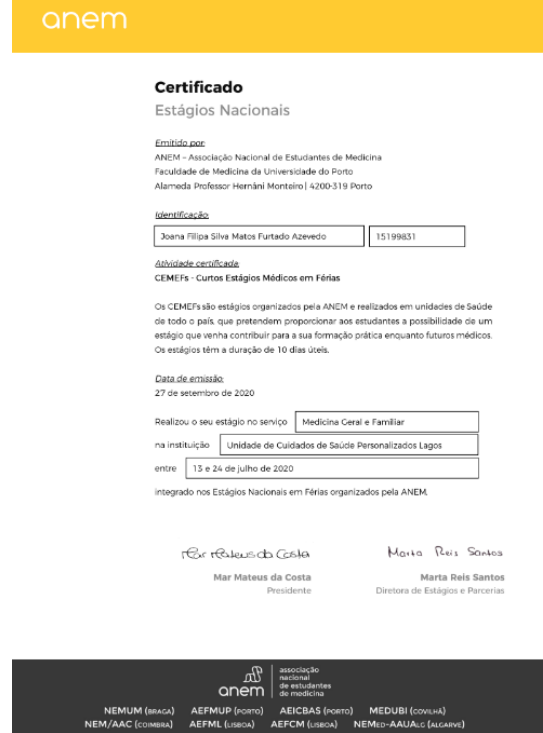 anem
Certificado
Estágios Nacionais
Emitido por:
ANEM – Associação Nacional de Estudantes de Medicina
Faculdade de Medicina da Universidade do Porto
Alameda Professor Hernâni Monteiro | 4200-319 Porto
Identificação:
Joana Filipa Silva Matos Furtado Azevedo 15199831
Atividade certificada:
CEMEFs - Curtos Estágios Médicos em Férias
Os CEMEFs são estágios organizados pela ANEM e realizados em unidades de Saúde
de todo o país, que pretendem proporcionar aos estudantes a possibilidade de um
estágio que venha contribuir para a sua formação prática enquanto futuros médicos.
Os estágios têm a duração de 10 dias úteis.
Data de emissão:
27 de setembro de 2020
Realizou o seu estágio no serviço Medicina Geral e Familiar
na instituição Unidade de Cuidados de Saúde Personalizados Lagos
entre 13 e 24 de julho de 2020
integrado nos Estágios Nacionais em Férias organizados pela ANEM.
Mar Mateus da Costa Marta Reis Santos
Mar Mateus da Costa Marta Reis Santos
Presidente Diretora de Estágios e Parcerias
anem
associação
nacional
de estudantes
de medicina
NEMUM (BRAGA) AEFMUP (PORTO) AEICBAS (PORTO) MEDUBI (COVILHÃ)
NEM/AAC (COIMBRA) AEFML (LISBOA) AEFCM (LISBOA) NEMED-AAUALG (ALGARVE)